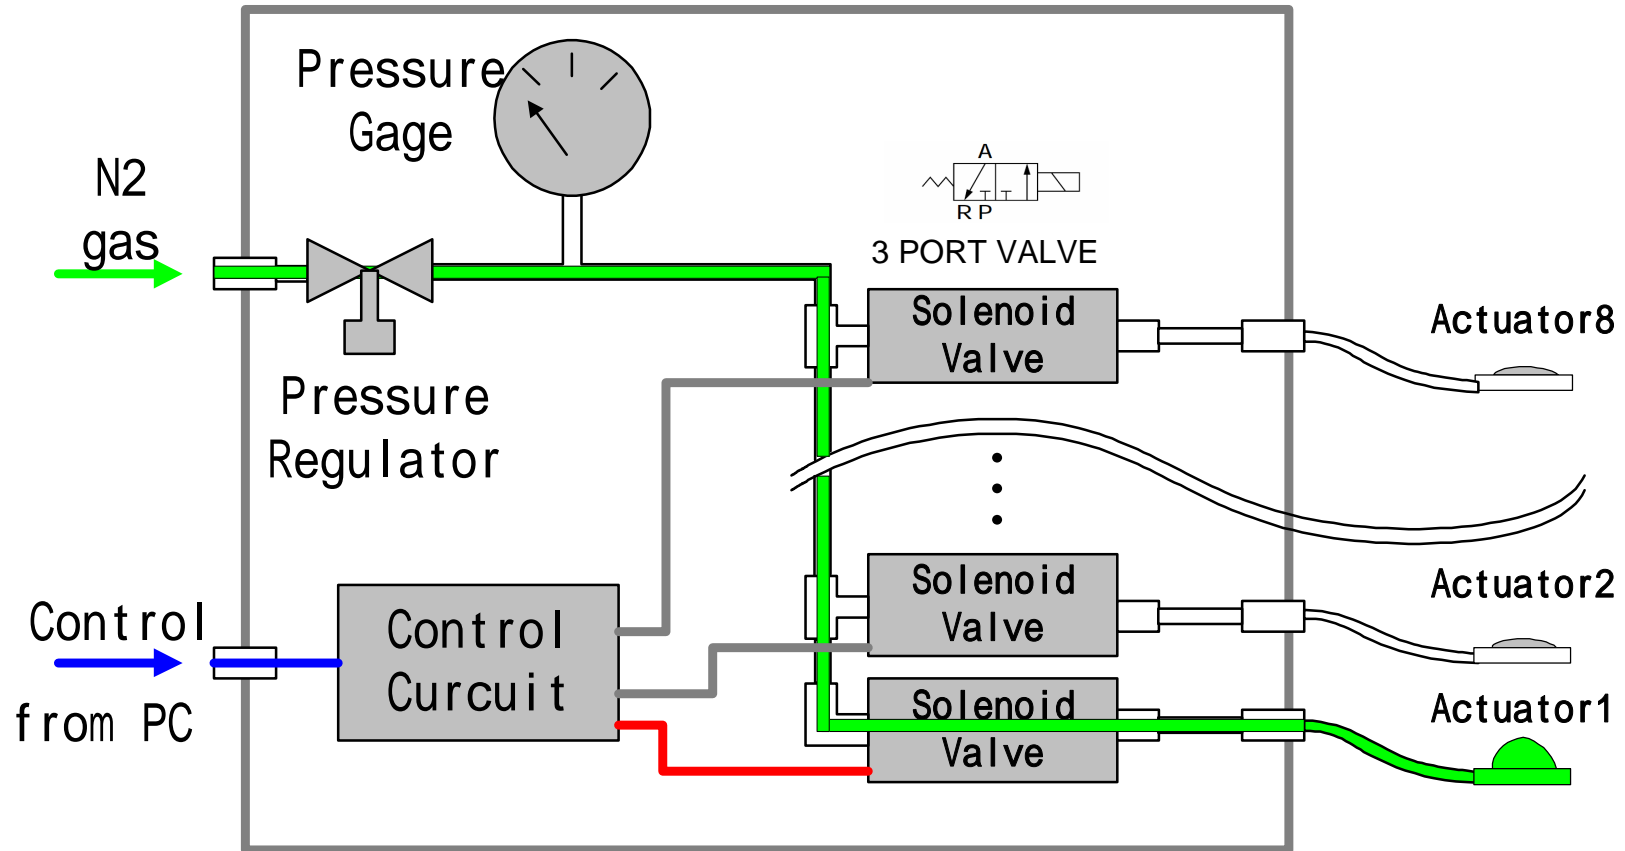 Pressure
Gage
N2
gas
A
R P
3 PORT VALVE
Solenoid
Valve
Actuator8
Pressure
Regulator
Solenoid
Valve
Actuator2
Control
from PC
Control
Curcuit
Solenoid
Valve
Actuator1